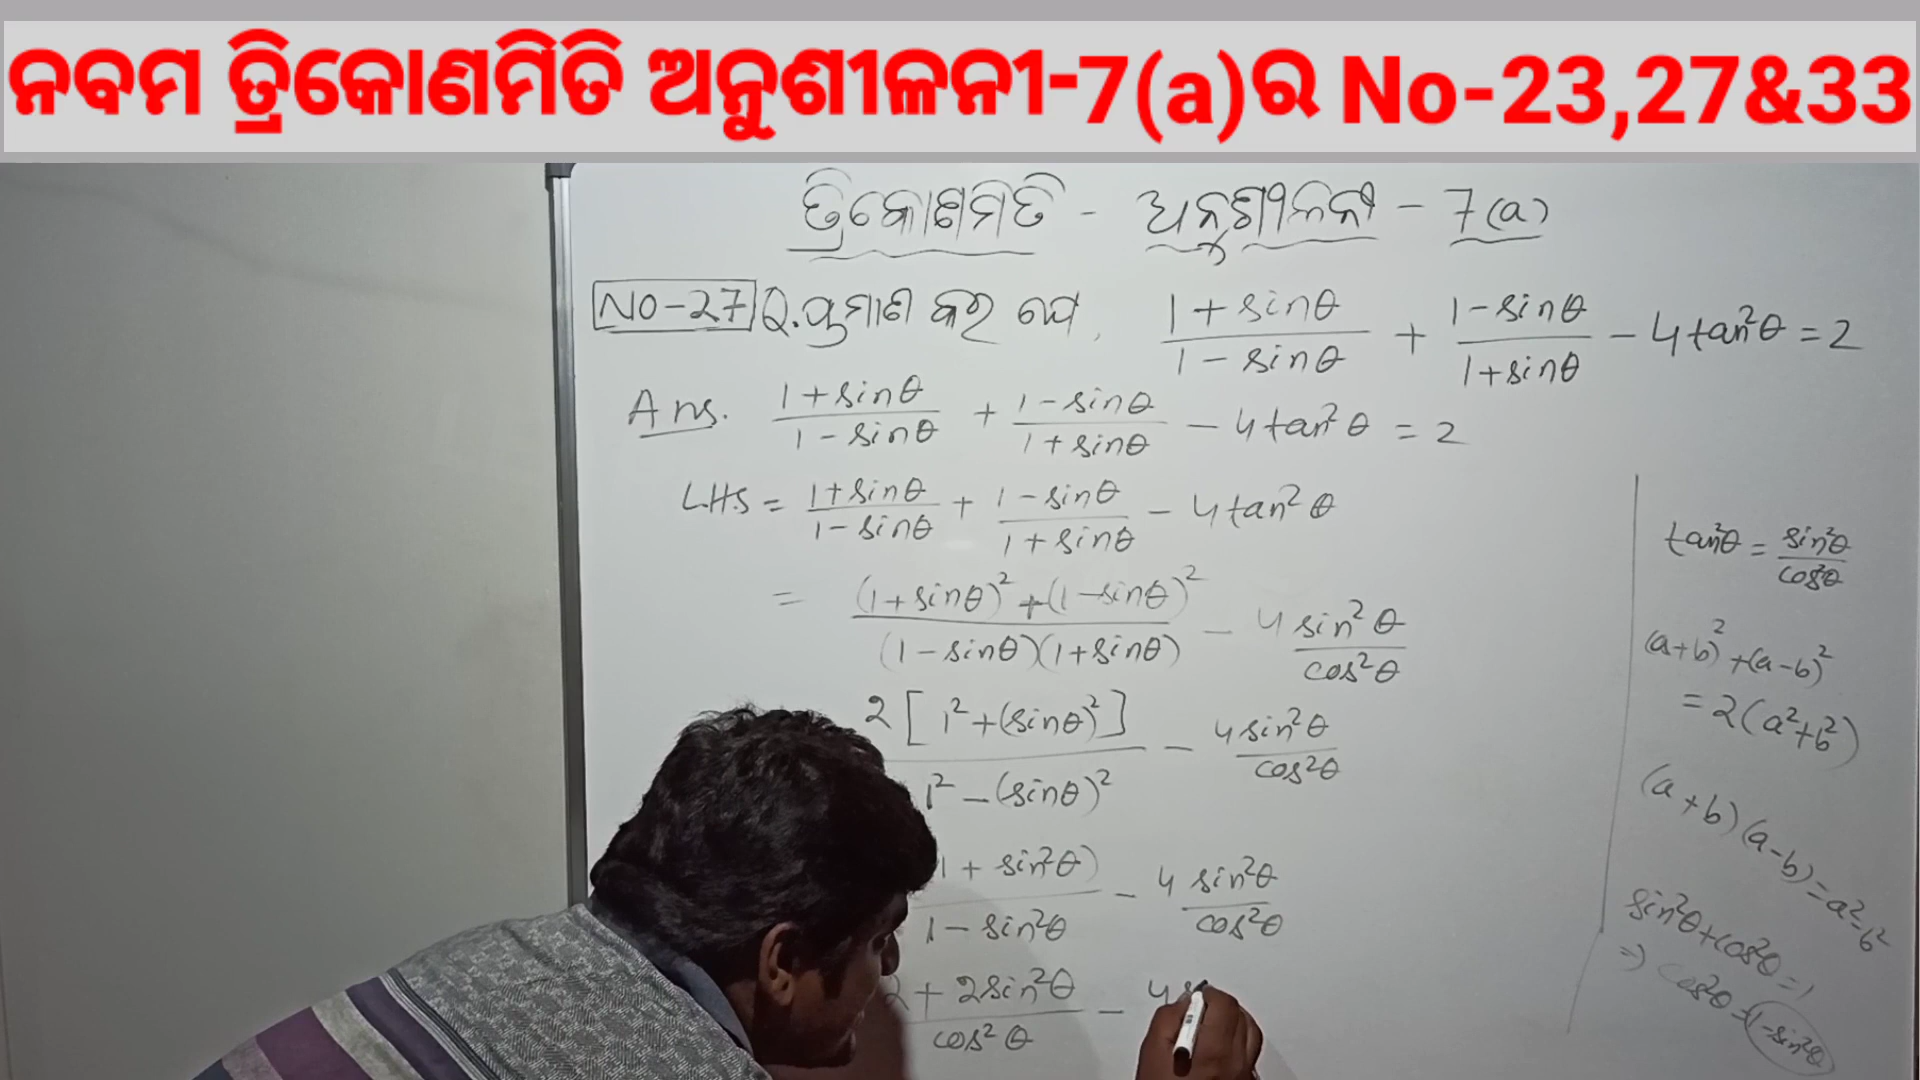 ନବମ ତ୍ରିକୋଣମିତି ଅନୁଶୀଳନୀ-7(a)ର No-23,27&33
ତ୍ରିକୋଣମିତି - ଅନୁଶୀଳନୀ - 7(a)
No-27 Q. ପ୍ରମାଣ କର ଯେ, (1+sinθ)/(1-sinθ) + (1-sinθ)/(1+sinθ) - 4tan²θ = 2
Ans. (1+sinθ)/(1-sinθ) + (1-sinθ)/(1+sinθ) - 4tan²θ = 2
L.H.S = (1+sinθ)/(1-sinθ) + (1-sinθ)/(1+sinθ) - 4tan²θ
= ((1+sinθ)²+(1-sinθ)²)/((1-sinθ)(1+sinθ)) - 4sin²θ/cos²θ
2[1²+(sinθ)²]/(1²-(sinθ)²) - 4sin²θ/cos²θ
1+sin²θ)/(1-sin²θ) - 4sin²θ/cos²θ
2+2sin²θ/cos²θ - 4s
tan²θ = sin²θ/cos²θ
(a+b)²+(a-b)²
=2(a²+b²)
(a+b)(a-b)=a²-b²
sin²θ+cos²θ=1
⇒ cos²θ=1-sin²θ